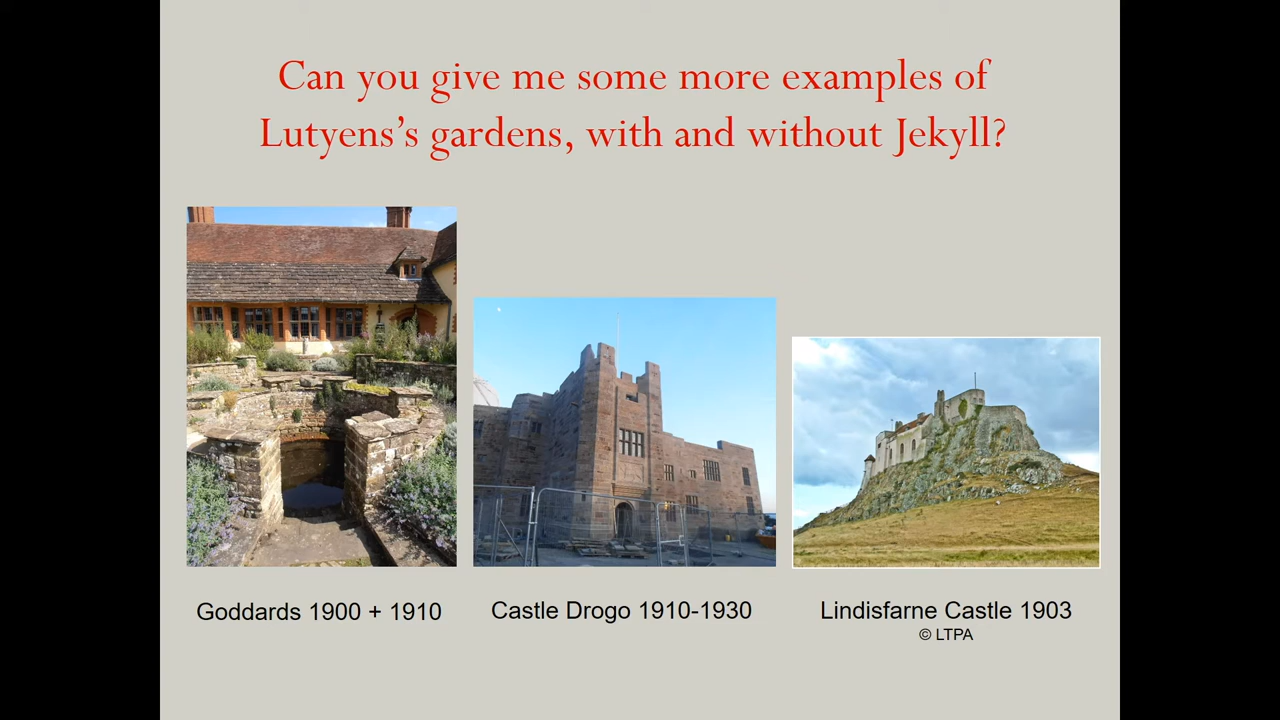 Can you give me some more examples of
Lutyens’s gardens, with and without Jekyll?
Goddards 1900 + 1910
Castle Drogo 1910-1930
Lindisfarne Castle 1903
© LTPA